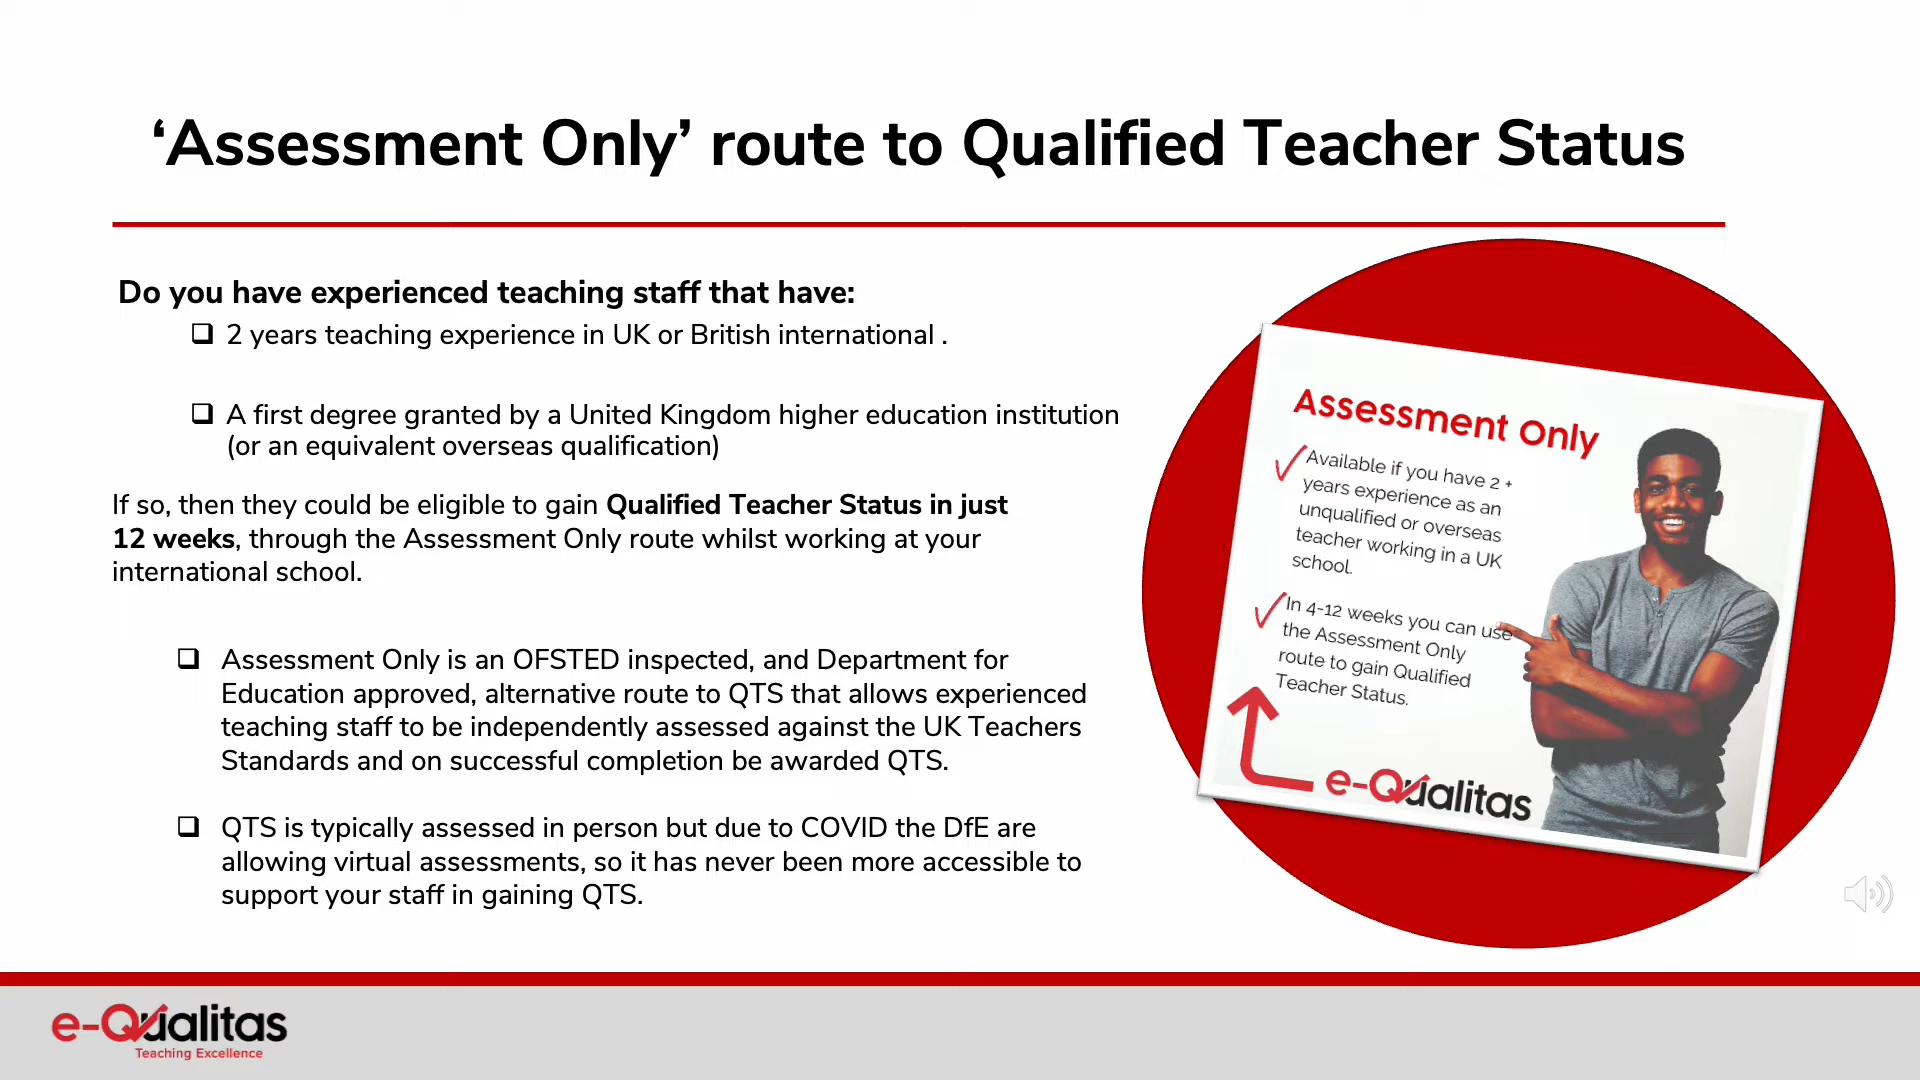 ‘Assessment Only’ route to Qualified Teacher Status
Do you have experienced teaching staff that have:
❑ 2 years teaching experience in UK or British international .
❑ A first degree granted by a United Kingdom higher education institution
(or an equivalent overseas qualification)
If so, then they could be eligible to gain Qualified Teacher Status in just
12 weeks, through the Assessment Only route whilst working at your
international school.
❑ Assessment Only is an OFSTED inspected, and Department for
Education approved, alternative route to QTS that allows experienced
teaching staff to be independently assessed against the UK Teachers
Standards and on successful completion be awarded QTS.
❑ QTS is typically assessed in person but due to COVID the DfE are
allowing virtual assessments, so it has never been more accessible to
support your staff in gaining QTS.
Assessment Only
Available if you have 2 +
years experience as an
unqualified or overseas
teacher working in a UK
school.
In 4-12 weeks you can use
the Assessment Only
route to gain Qualified
Teacher Status.
e-Qualitas
e-Qualitas
Teaching Excellence